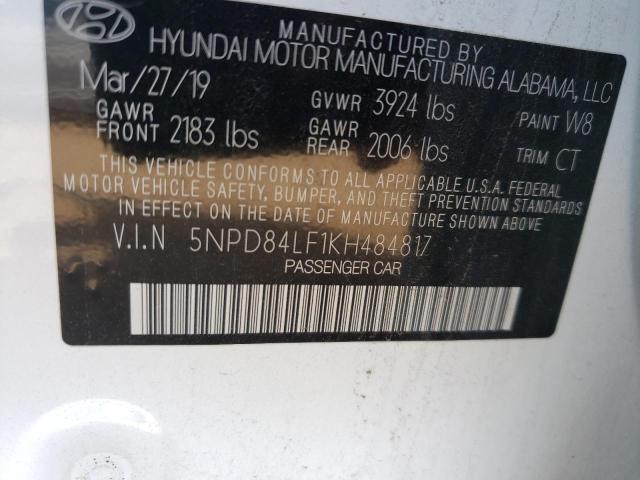 MANUFACTURED BY
HYUNDAI MOTOR MANUFACTURING ALABAMA, LLC
Mar/27/19 GVWR 3924 lbs PAINT W8
GAWR FRONT 2183 lbs GAWR REAR 2006 lbs TRIM CT
THIS VEHICLE CONFORMS TO ALL APPLICABLE U.S.A. FEDERAL
MOTOR VEHICLE SAFETY, BUMPER, AND THEFT PREVENTION STANDARDS
IN EFFECT ON THE DATE OF MANUFACTURE SHOWN ABOVE
V.I.N 5NPD84LF1KH484817
PASSENGER CAR